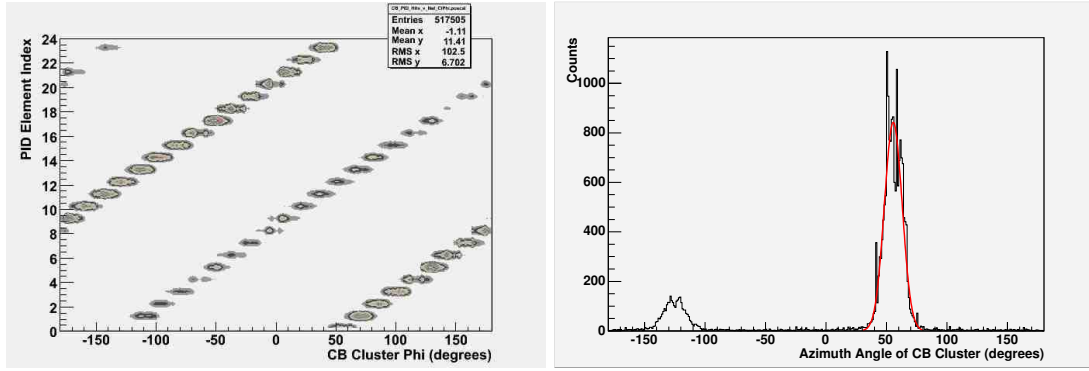 CB_PID_Hits_v_NaI_ClPhi.pascal
Entries 517505
Mean x -1.11
Mean y 11.41
RMS x 102.5
RMS y 6.702
PID Element Index
24
22
20
18
16
14
12
10
8
6
4
2
0
-150 -100 -50 0 50 100 150
CB Cluster Phi (degrees)
Counts
1000
800
600
400
200
0
-150 -100 -50 0 50 100 150
Azimuth Angle of CB Cluster (degrees)